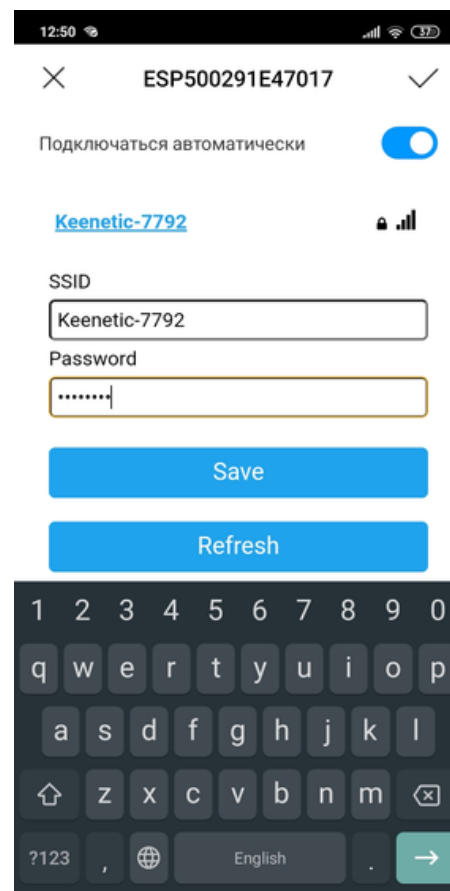 12:50 37
ESP500291E47017
Подключаться автоматически
Keenetic-7792
SSID
Keenetic-7792
Password
••••••••
Save
Refresh
1 2 3 4 5 6 7 8 9 0
q w e r t y u i o p
a s d f g h j k l
z x c v b n m
?123 , English .